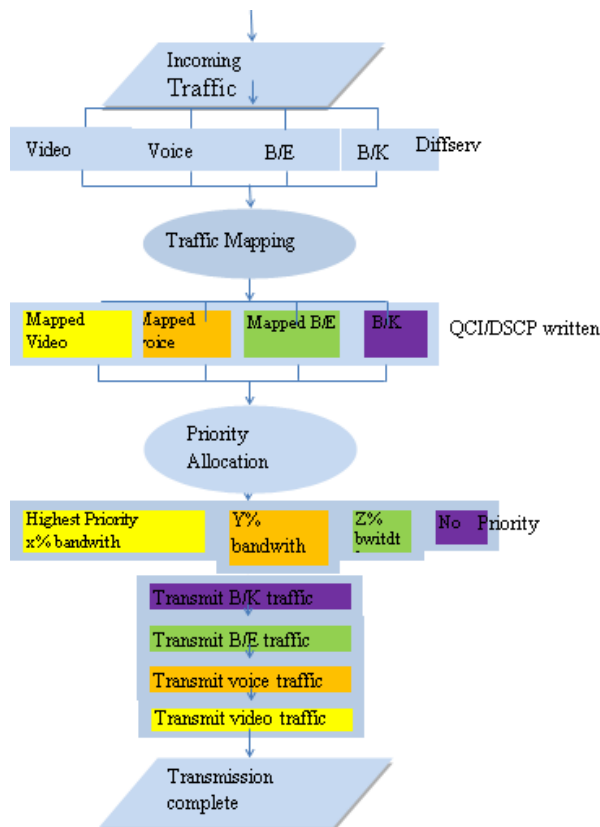 Incoming
Traffic
Video Voice B/E B/K Diffserv
Traffic Mapping
Mapped Video
Mapped voice
Mapped B/E
B/K
QCI/DSCP written
Priority
Allocation
Highest Priority
x% bandwith
Y%
bandwith
Z%
bwitdt
No Priority
Transmit B/K traffic
Transmit B/E traffic
Transmit voice traffic
Transmit video traffic
Transmission
complete